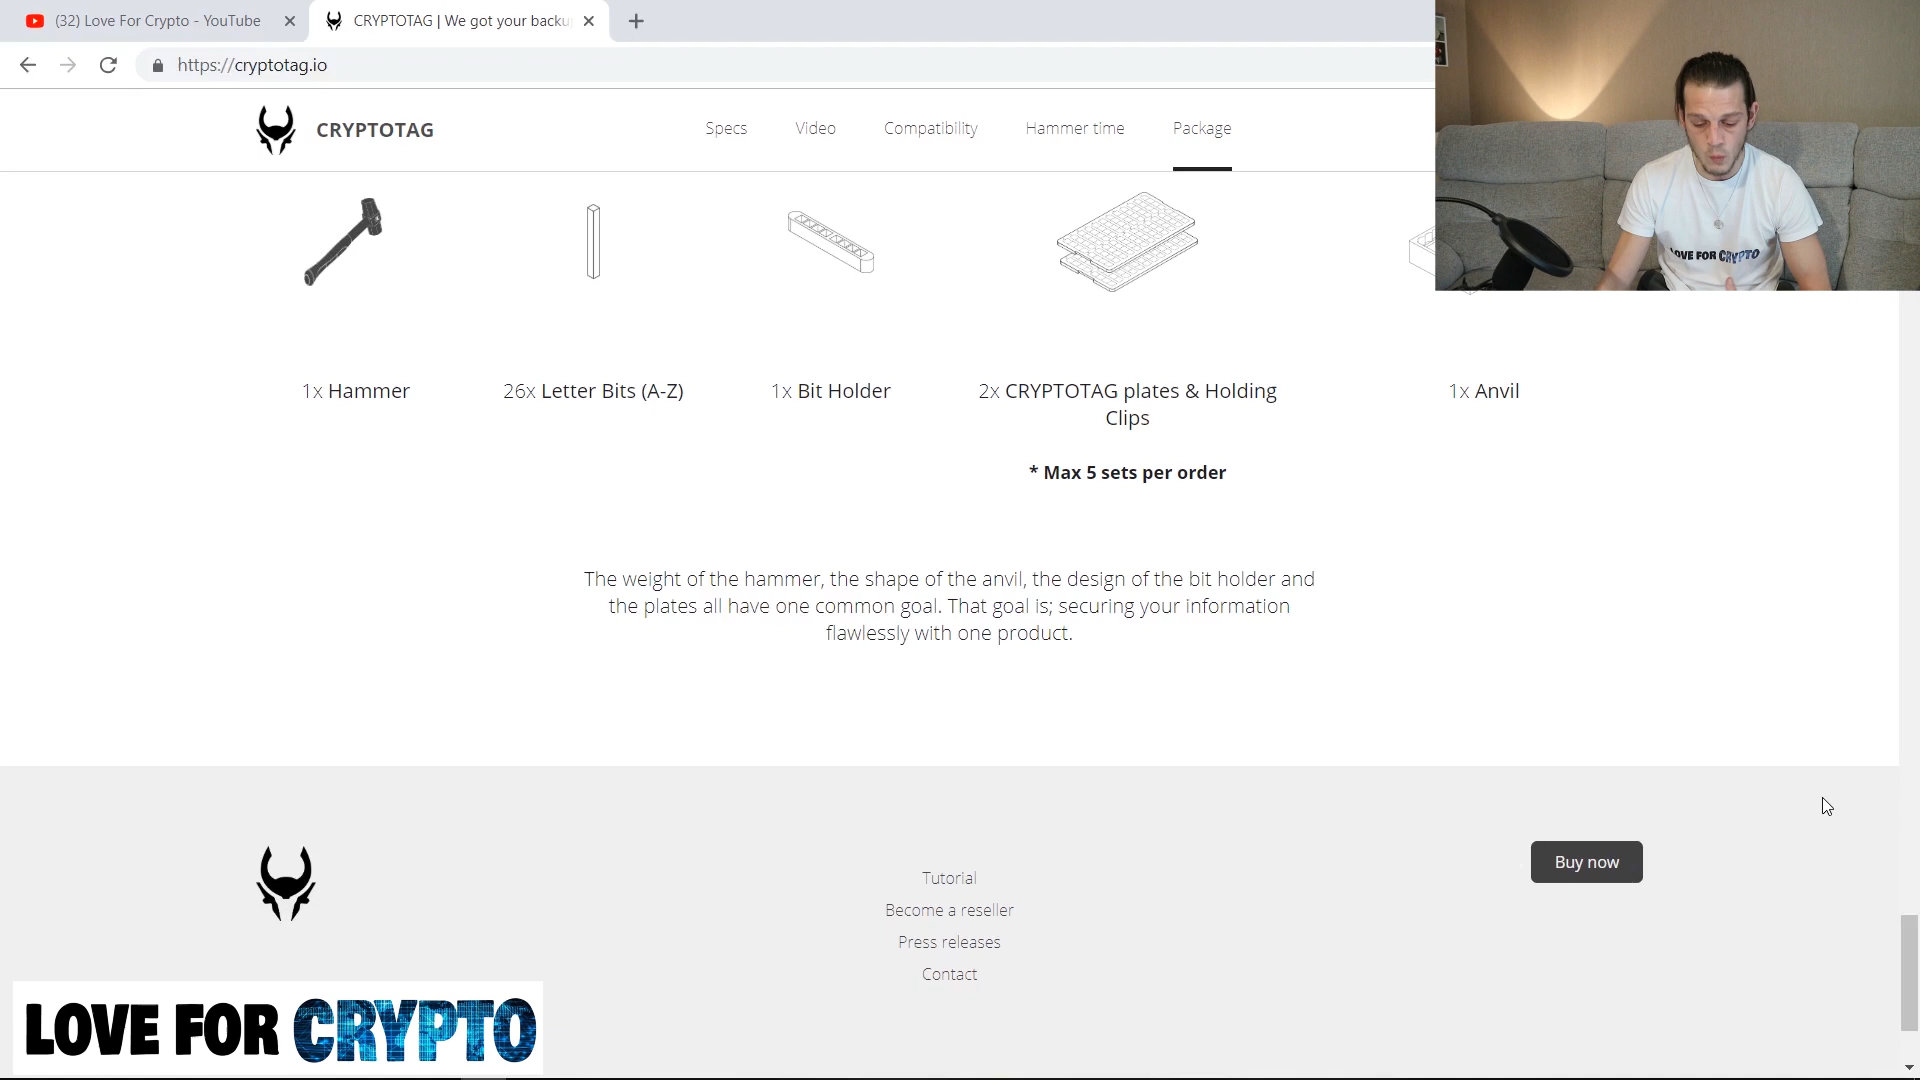 (32) Love For Crypto - YouTube
CRYPTOTAG | We got your backu
https://cryptotag.io
CRYPTOTAG
Specs
Video
Compatibility
Hammer time
Package
LOVE FOR CRYPTO
1x Hammer
26x Letter Bits (A-Z)
1x Bit Holder
2x CRYPTOTAG plates & Holding
Clips
1x Anvil
* Max 5 sets per order
The weight of the hammer, the shape of the anvil, the design of the bit holder and
the plates all have one common goal. That goal is; securing your information
flawlessly with one product.
Buy now
Tutorial
Become a reseller
Press releases
Contact
LOVE FOR CRYPTO